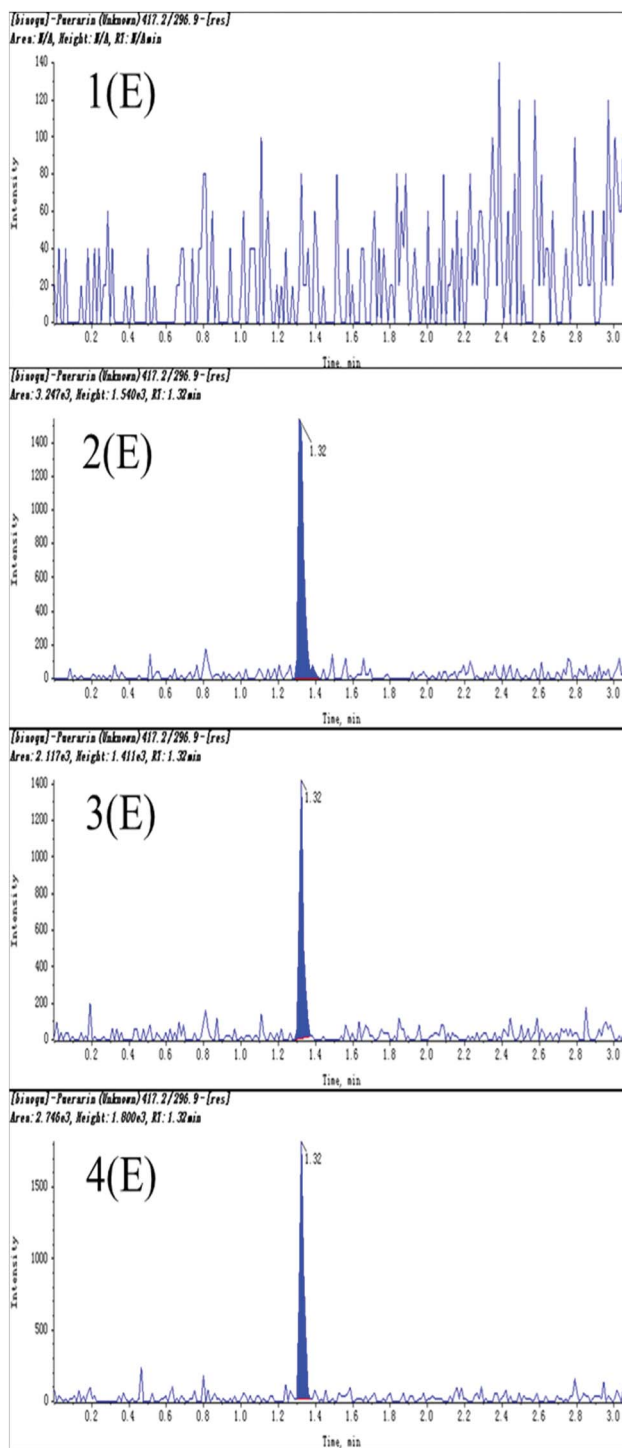 [binoqu]-Puerarin (Unknown) 417.2/296.9-[res]
Area: N/A, Height: N/A, RT: N/Amin
1(E)
Intensity
140
120
100
80
60
40
20
0
0.2 0.4 0.6 0.8 1.0 1.2 1.4 1.6 1.8 2.0 2.2 2.4 2.6 2.8 3.0
Time, min
[binoqu]-Puerarin (Unknown) 417.2/296.9-[res]
Area: 3.247e3, Height: 1.540e3, RT: 1.32min
2(E)
1.32
Intensity
1400
1200
1000
800
600
400
200
0
0.2 0.4 0.6 0.8 1.0 1.2 1.4 1.6 1.8 2.0 2.2 2.4 2.6 2.8 3.0
Time, min
[binoqu]-Puerarin (Unknown) 417.2/296.9-[res]
Area: 2.117e3, Height: 1.411e3, RT: 1.32min
3(E)
1.32
Intensity
1400
1200
1000
800
600
400
200
0
0.2 0.4 0.6 0.8 1.0 1.2 1.4 1.6 1.8 2.0 2.2 2.4 2.6 2.8 3.0
Time, min
[binoqu]-Puerarin (Unknown) 417.2/296.9-[res]
Area: 2.746e3, Height: 1.800e3, RT: 1.32min
4(E)
1.32
Intensity
1500
1000
500
0
0.2 0.4 0.6 0.8 1.0 1.2 1.4 1.6 1.8 2.0 2.2 2.4 2.6 2.8 3.0
Time, min